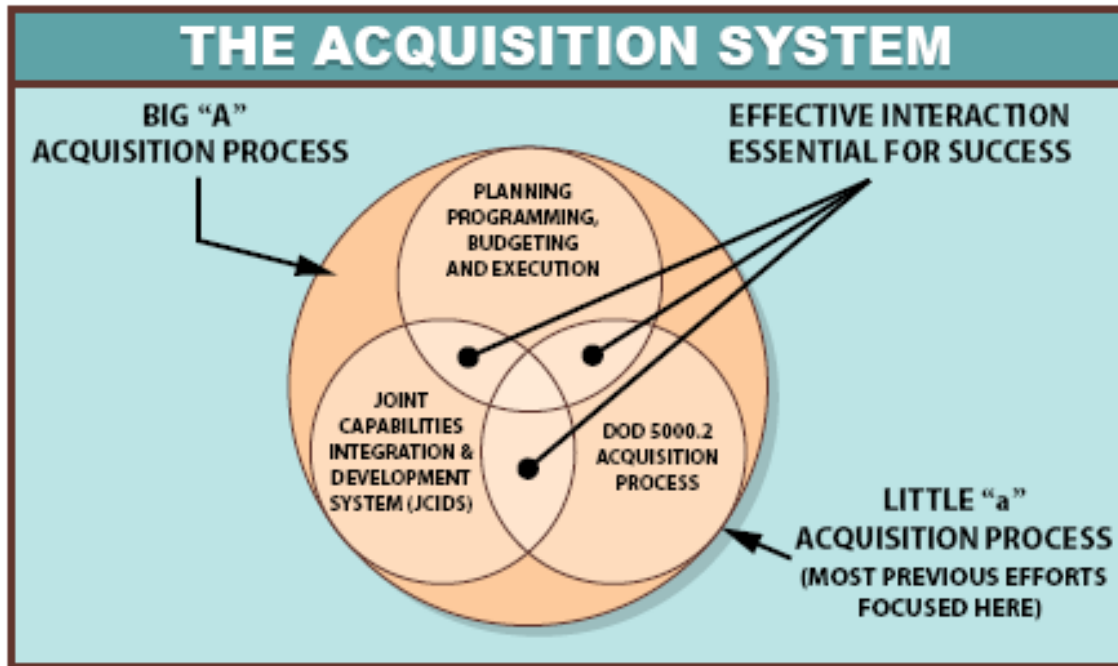 THE ACQUISITION SYSTEM
BIG “A”
ACQUISITION PROCESS
EFFECTIVE INTERACTION
ESSENTIAL FOR SUCCESS
PLANNING
PROGRAMMING,
BUDGETING
AND EXECUTION
JOINT
CAPABILITIES
INTEGRATION &
DEVELOPMENT
SYSTEM (JCIDS)
DOD 5000.2
ACQUISITION
PROCESS
LITTLE “a”
ACQUISITION PROCESS
(MOST PREVIOUS EFFORTS
FOCUSED HERE)